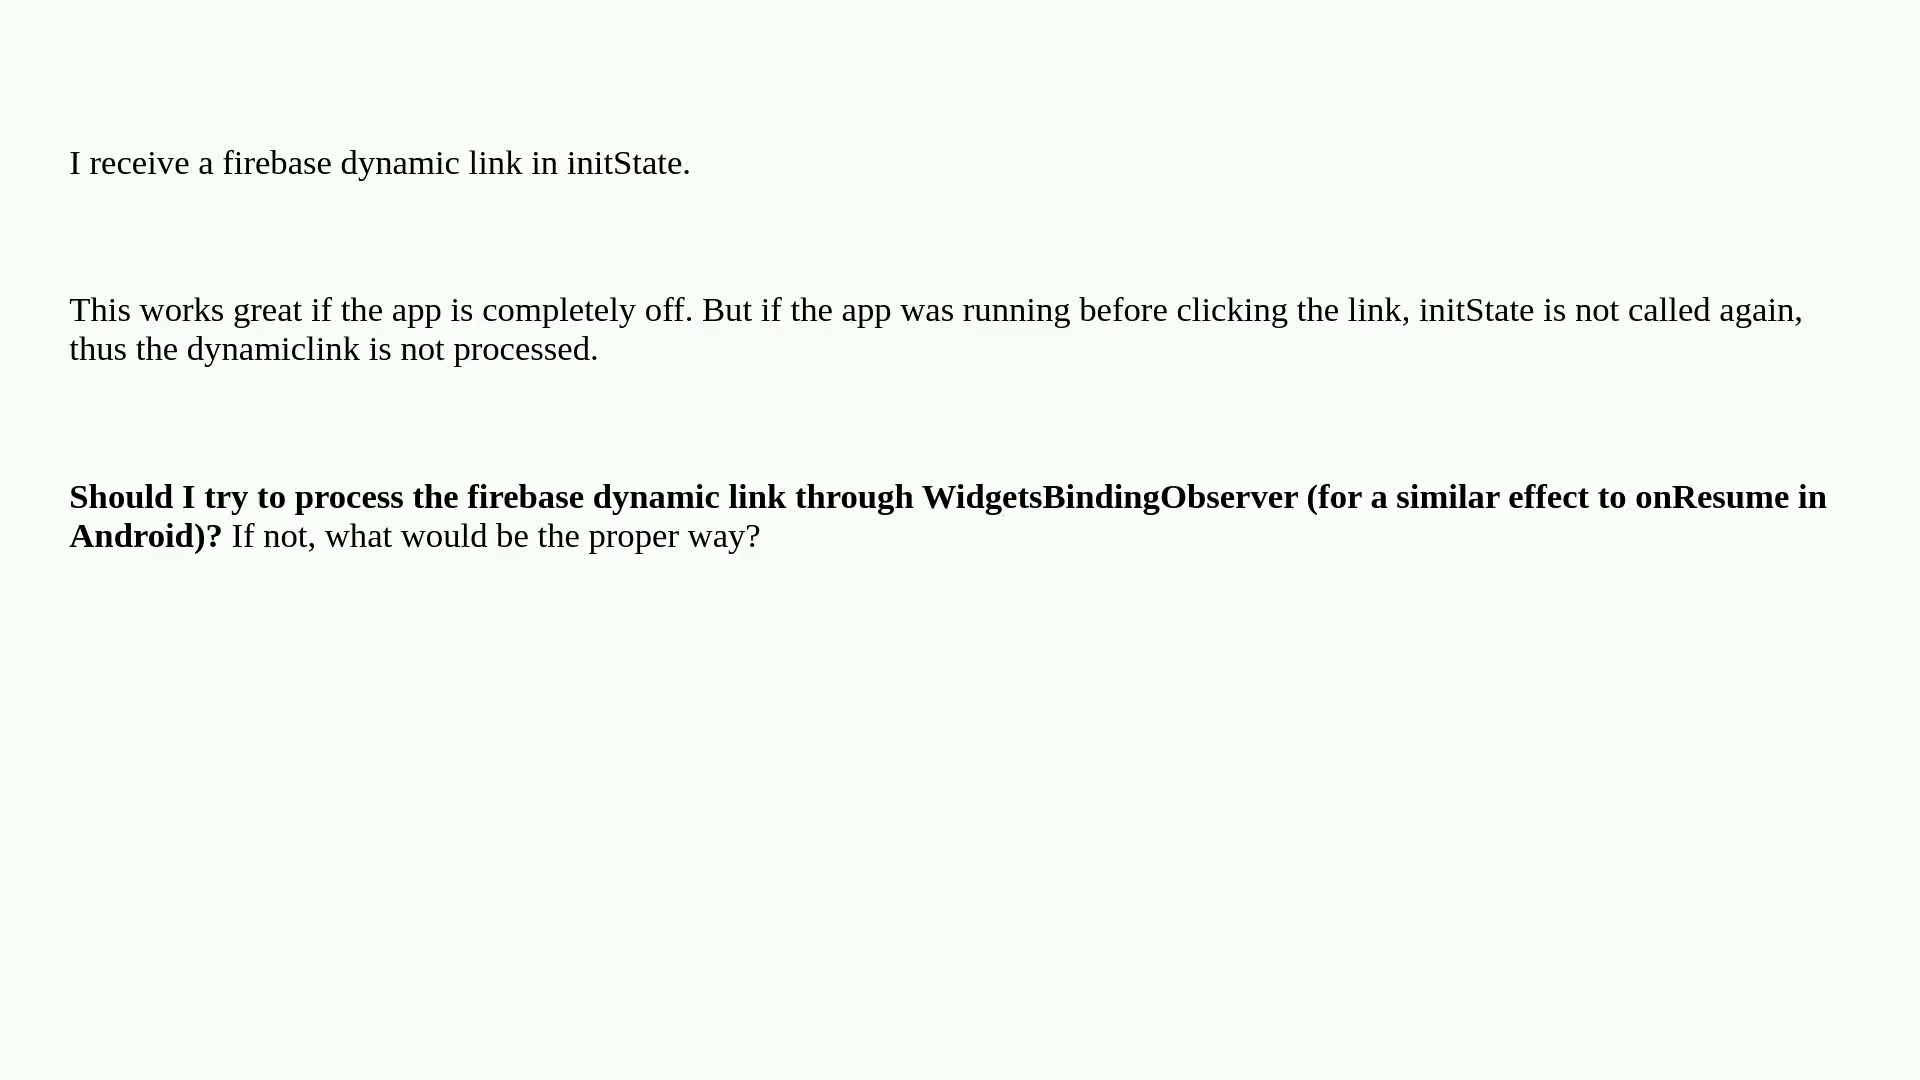 I receive a firebase dynamic link in initState.
This works great if the app is completely off. But if the app was running before clicking the link, initState is not called again,
thus the dynamiclink is not processed.
Should I try to process the firebase dynamic link through WidgetsBindingObserver (for a similar effect to onResume in
Android)? If not, what would be the proper way?